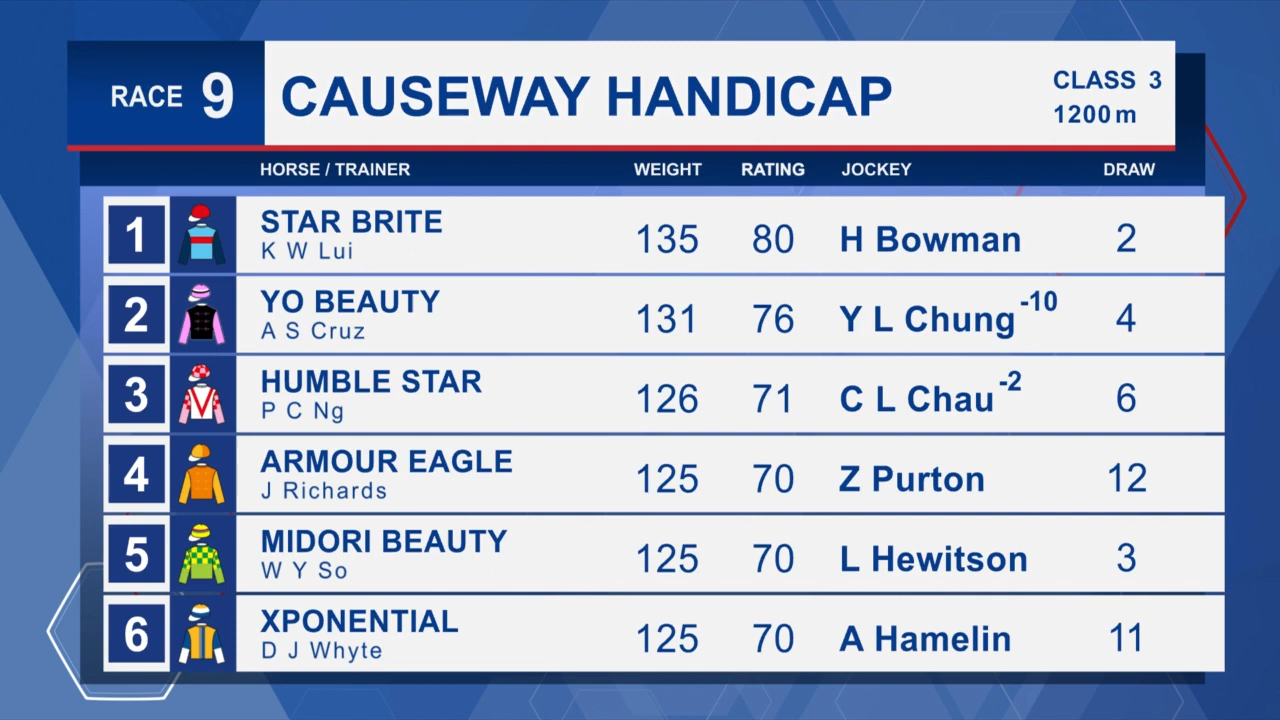 RACE 9 CAUSEWAY HANDICAP CLASS 3
1200m
HORSE / TRAINER WEIGHT RATING JOCKEY DRAW
1 STAR BRITE 135 80 H Bowman 2
K W Lui
2 YO BEAUTY 131 76 Y L Chung -10 4
A S Cruz
3 HUMBLE STAR 126 71 C L Chau -2 6
P C Ng
4 ARMOUR EAGLE 125 70 Z Purton 12
J Richards
5 MIDORI BEAUTY 125 70 L Hewitson 3
W Y So
6 XPONENTIAL 125 70 A Hamelin 11
D J Whyte